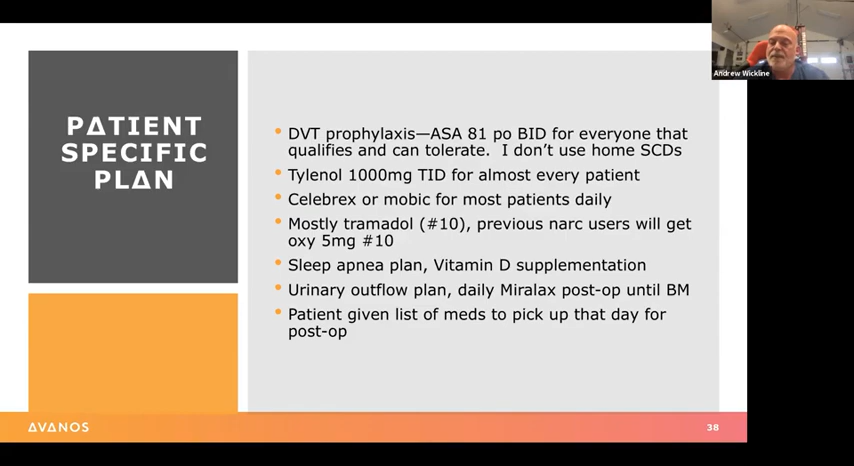 Andrew Wickline
PATIENT
SPECIFIC
PLAN
• DVT prophylaxis—ASA 81 po BID for everyone that
qualifies and can tolerate.  I don't use home SCDs
• Tylenol 1000mg TID for almost every patient
• Celebrex or mobic for most patients daily
• Mostly tramadol (#10), previous narc users will get
oxy 5mg #10
• Sleep apnea plan, Vitamin D supplementation
• Urinary outflow plan, daily Miralax post-op until BM
• Patient given list of meds to pick up that day for
post-op
AVANOS
38